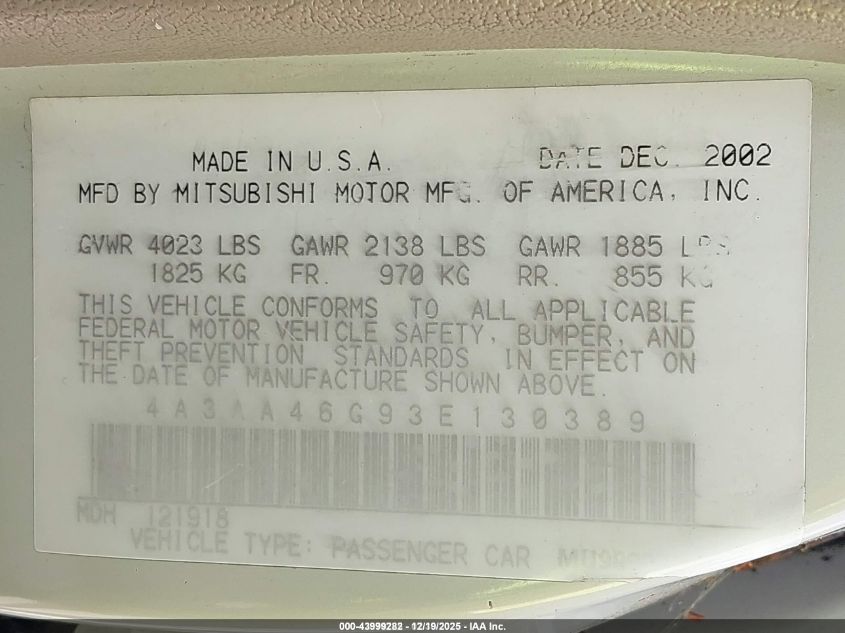 MADE IN U.S.A. DATE DEC. 2002
MFD BY MITSUBISHI MOTOR MFG. OF AMERICA, INC.
GVWR 4023 LBS GAWR 2138 LBS GAWR 1885 LBS
1825 KG FR. 970 KG RR. 855 KG
THIS VEHICLE CONFORMS TO ALL APPLICABLE
FEDERAL MOTOR VEHICLE SAFETY, BUMPER, AND
THEFT PREVENTION STANDARDS IN EFFECT ON
THE DATE OF MANUFACTURE SHOWN ABOVE.
4A3AA46G93E130389
MDH 121918
VEHICLE TYPE: PASSENGER CAR
000-43999282 - 12/19/2025 - IAA Inc.